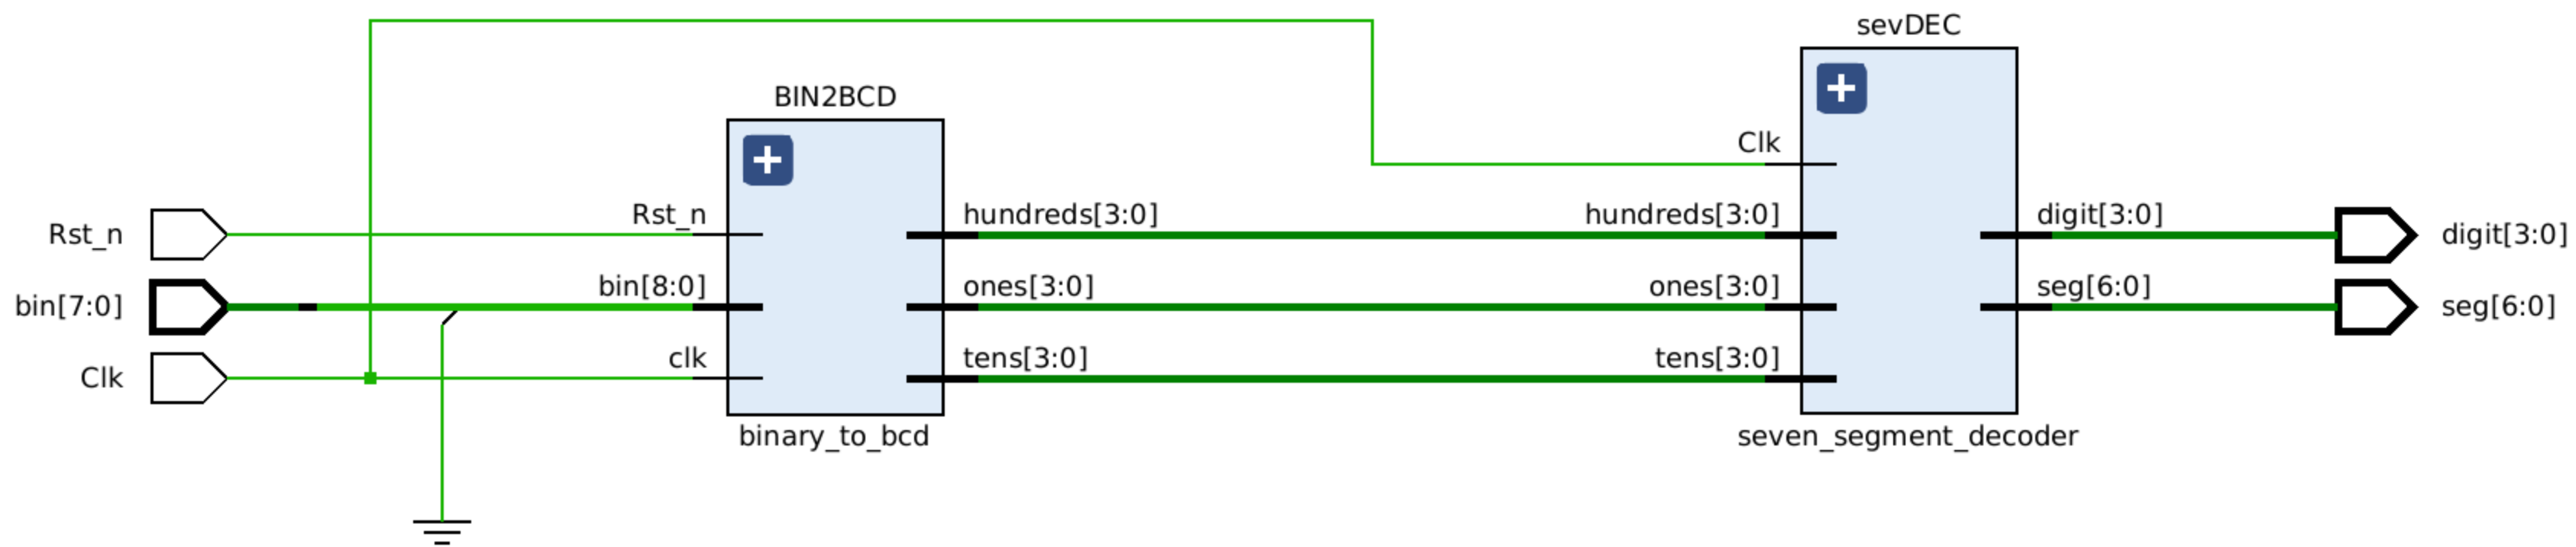 sevDEC
BIN2BCD
Clk
Rst_n
Rst_n
hundreds[3:0]
hundreds[3:0]
digit[3:0]
digit[3:0]
bin[7:0]
bin[8:0]
ones[3:0]
ones[3:0]
seg[6:0]
seg[6:0]
Clk
clk
tens[3:0]
tens[3:0]
binary_to_bcd
seven_segment_decoder